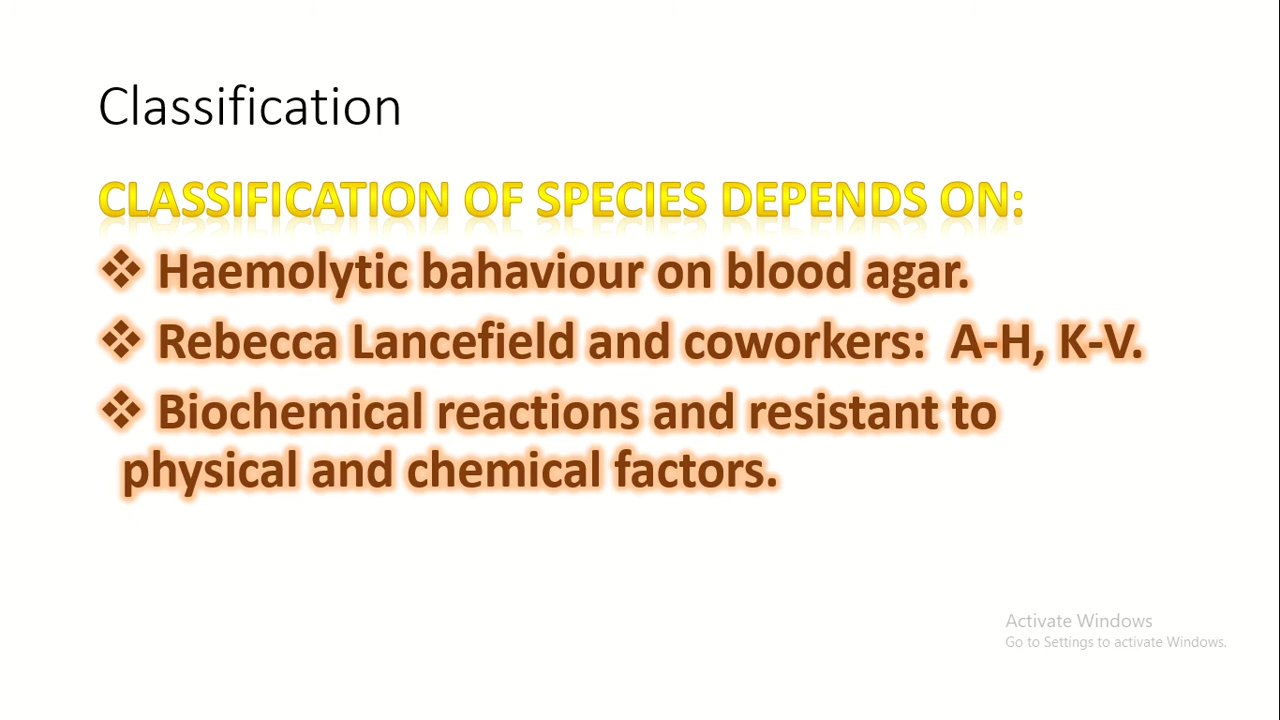 Classification
CLASSIFICATION OF SPECIES DEPENDS ON:
❖ Haemolytic bahaviour on blood agar.
❖ Rebecca Lancefield and coworkers: A-H, K-V.
❖ Biochemical reactions and resistant to
physical and chemical factors.
Activate Windows
Go to Settings to activate Windows.